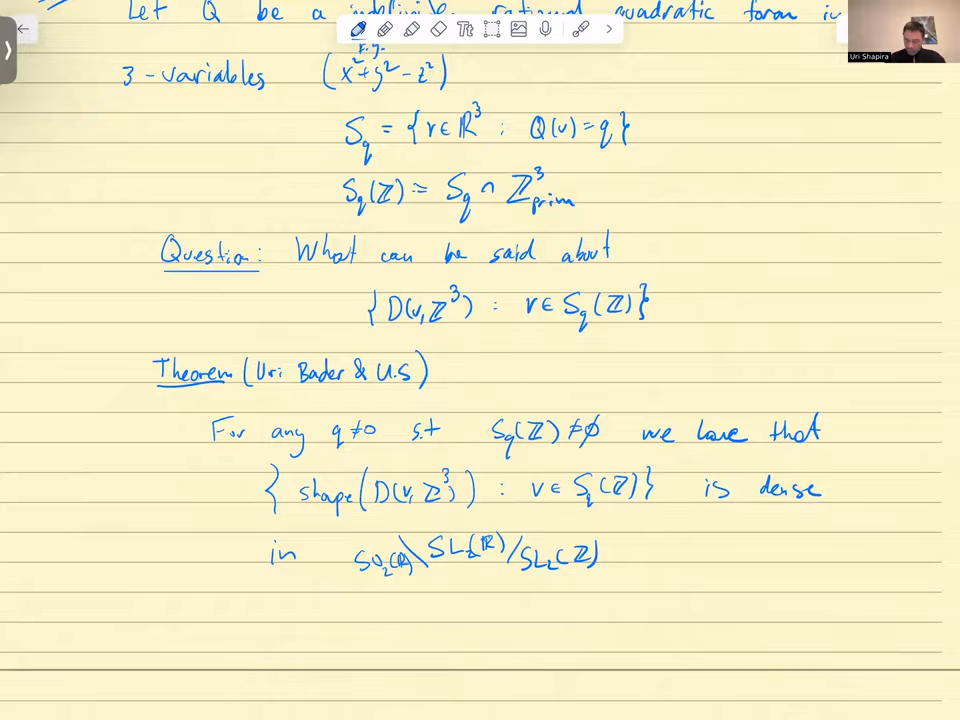 Let Q be a indefinite rational quadratic form in
e.g.
3-variables (x²+y²-z²)
S_q = {v∈ℝ³ : Q(v)=q}
S_q(ℤ) = S_q ∩ ℤ³_prim
Question: What can be said about
{D(v,ℤ³) : v∈S_q(ℤ)}
Theorem (Uri Bader & U.S)
For any q≠0 s.t S_q(ℤ)≠∅ we have that
{shape(D(v,ℤ³) : v∈S_q(ℤ)} is dense
in SO₂(ℝ)\SL₂(ℝ)/SL₂(ℤ)
Uri Shapira